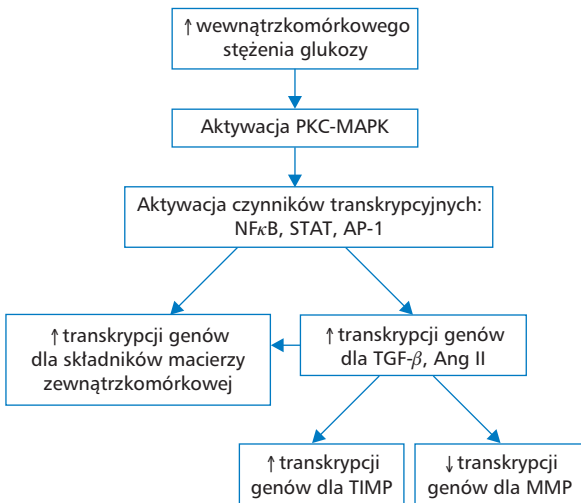 ↑ wewnątrzkomórkowego
stężenia glukozy
Aktywacja PKC-MAPK
Aktywacja czynników transkrypcyjnych:
NFκB, STAT, AP-1
↑ transkrypcji genów
dla składników macierzy
zewnątrzkomórkowej
↑ transkrypcji genów
dla TGF-β, Ang II
↑ transkrypcji
genów dla TIMP
↓ transkrypcji
genów dla MMP